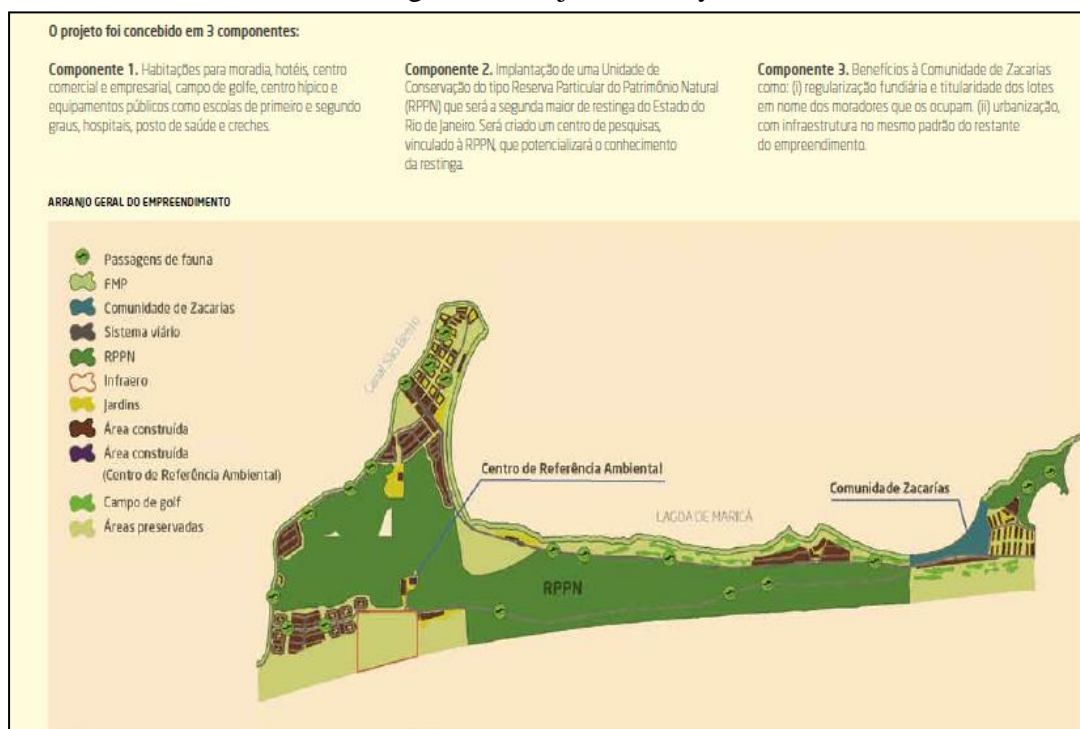 O projeto foi concebido em 3 componentes:
Componente 1. Habitações para moradia, hotéis, centro
comercial e empresarial, campo de golfe, centro hípico e
equipamentos públicos como escolas de primeiro e segundo
graus, hospitais, posto de saúde e creches.
Componente 2. Implantação de uma Unidade de
Conservação do tipo Reserva Particular do Patrimônio Natural
(RPPN) que será a segunda maior de restinga do Estado do
Rio de Janeiro. Será criado um centro de pesquisas,
vinculado à RPPN, que potencializará o conhecimento
da restinga.
Componente 3. Benefícios à Comunidade de Zacarias
como: (i) regularização fundiária e titularidade dos lotes
em nome dos moradores que os ocupam. (ii) urbanização,
com infraestrutura no mesmo padrão do restante
do empreendimento.
ARRANJO GERAL DO EMPREENDIMENTO
Passagens de fauna
FMP
Comunidade de Zacarias
Sistema viário
RPPN
Infraero
Jardins
Área construída
Área construída
(Centro de Referência Ambiental)
Campo de golf
Áreas preservadas
Canal São Bento
Centro de Referência Ambiental
LAGOA DE MARICÁ
Comunidade Zacarías
RPPN